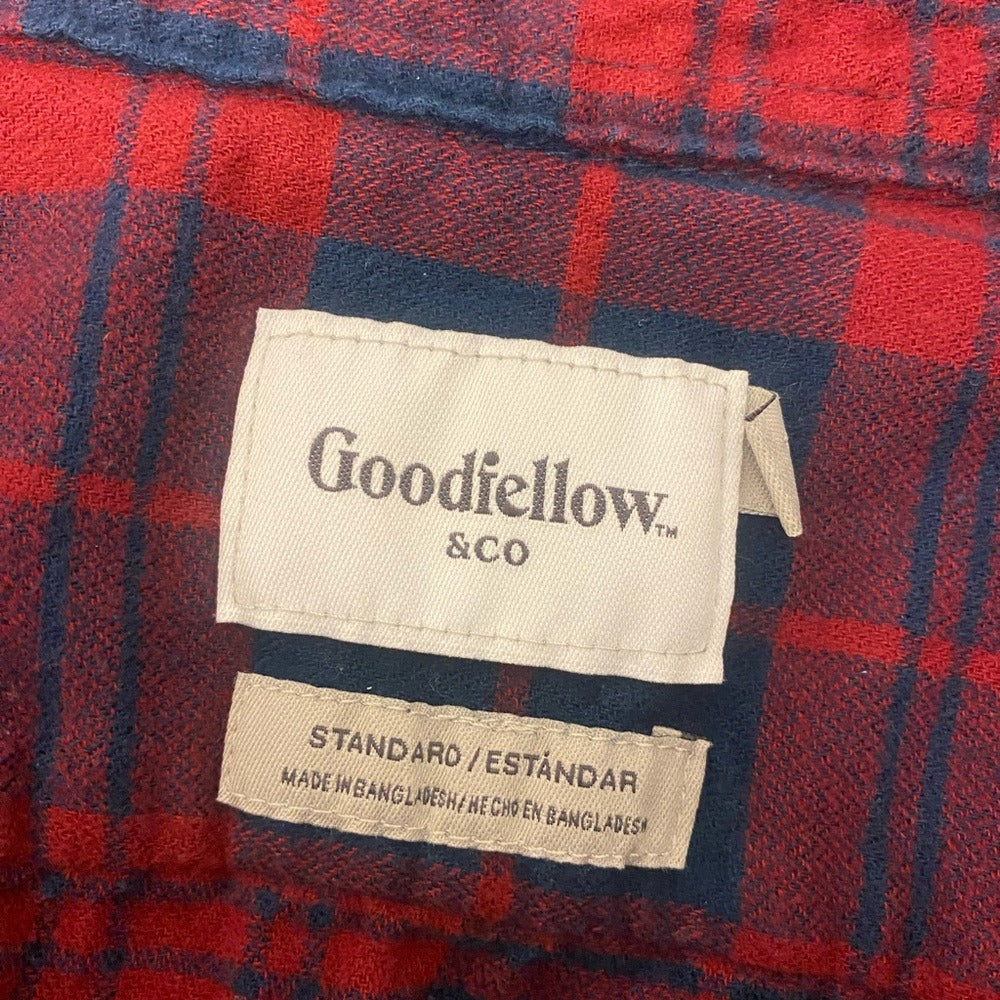 Goodfellow™
&CO
STANDARD / ESTÁNDAR
MADE IN BANGLADESH / HECHO EN BANGLADESH